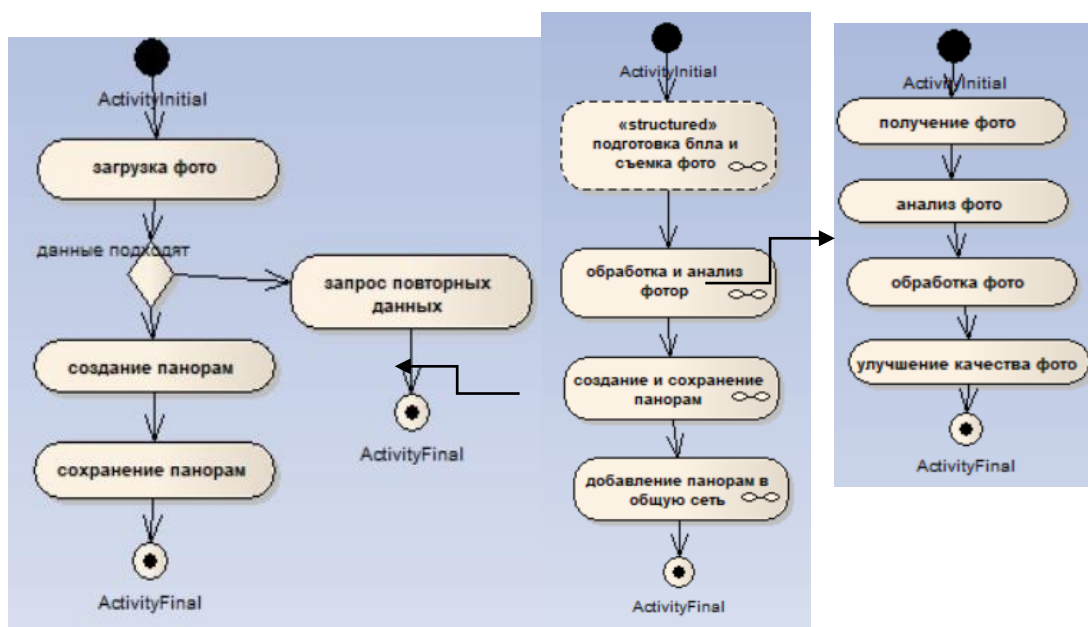 ActivityInitial
загрузка фото
данные подходят
запрос повторных
данных
создание панорам
сохранение панорам
ActivityFinal
ActivityFinal
ActivityInitial
«structured»
подготовка бпла и
съемка фото
обработка и анализ
фотор
создание и сохранение
панорам
добавление панорам в
общую сеть
ActivityFinal
ActivityInitial
получение фото
анализ фото
обработка фото
улучшение качества фото
ActivityFinal